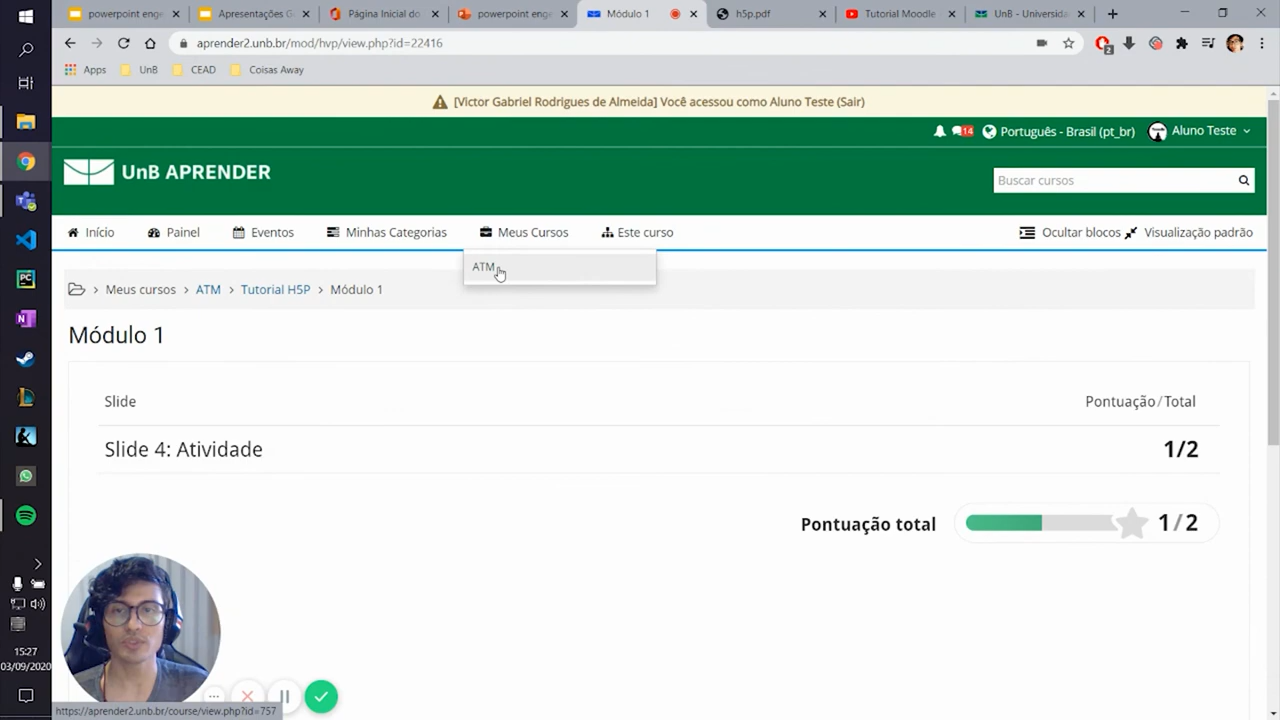 powerpoint enge
Apresentações G
Página Inicial do
powerpoint enge
Módulo 1
h5p.pdf
Tutorial Moodle
UnB - Universida
aprender2.unb.br/mod/hvp/view.php?id=22416
2
Apps
UnB
CEAD
Coisas Away
[Victor Gabriel Rodrigues de Almeida] Você acessou como Aluno Teste (Sair)
14
Português - Brasil (pt_br)
Aluno Teste
UnB APRENDER
Buscar cursos
Início
Painel
Eventos
Minhas Categorias
Meus Cursos
Este curso
Ocultar blocos
Visualização padrão
ATM
Meus cursos > ATM > Tutorial H5P > Módulo 1
Módulo 1
Slide
Pontuação/Total
Slide 4: Atividade
1/2
Pontuação total
1/2
15:27
03/09/2020
https://aprender2.unb.br/course/view.php?id=757